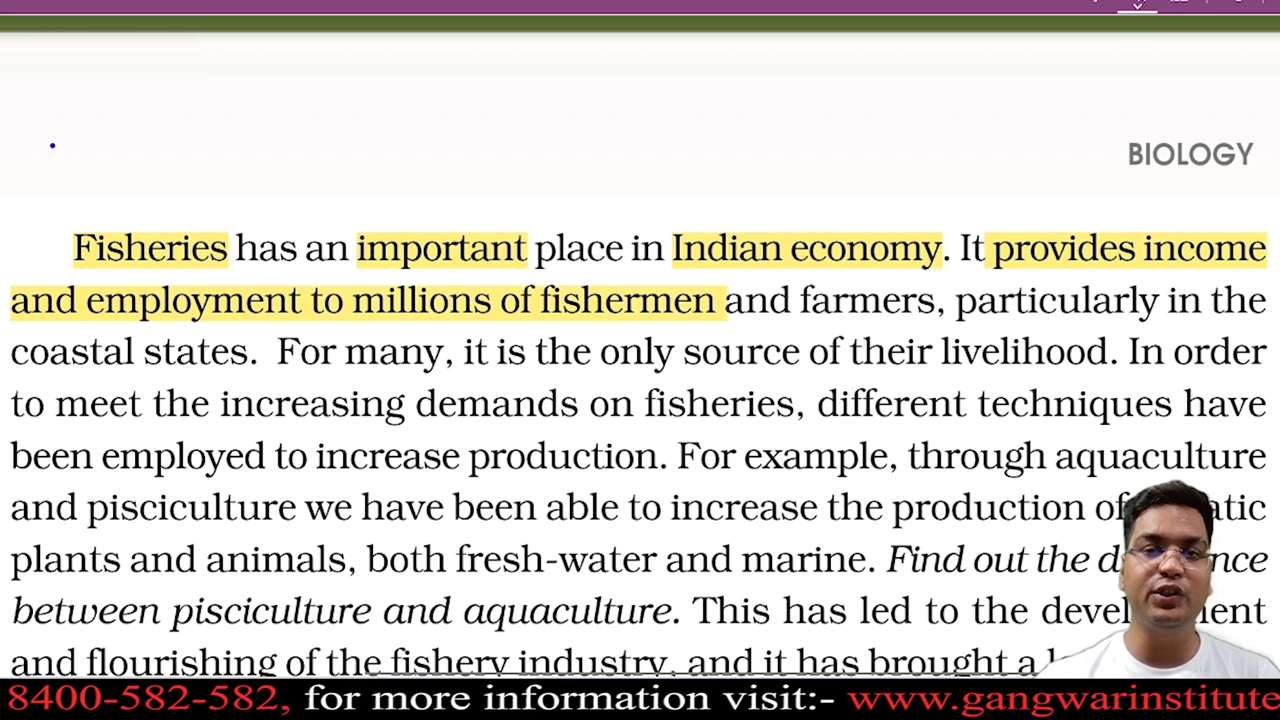 BIOLOGY
Fisheries has an important place in Indian economy. It provides income
and employment to millions of fishermen and farmers, particularly in the
coastal states. For many, it is the only source of their livelihood. In order
to meet the increasing demands on fisheries, different techniques have
been employed to increase production. For example, through aquaculture
and pisciculture we have been able to increase the production of
plants and animals, both fresh-water and marine. Find out the
between pisciculture and aquaculture. This has led to the
and flourishing of the fishery industry, and it has brought a
8400-582-582, for more information visit:- www.gangwarinstitute